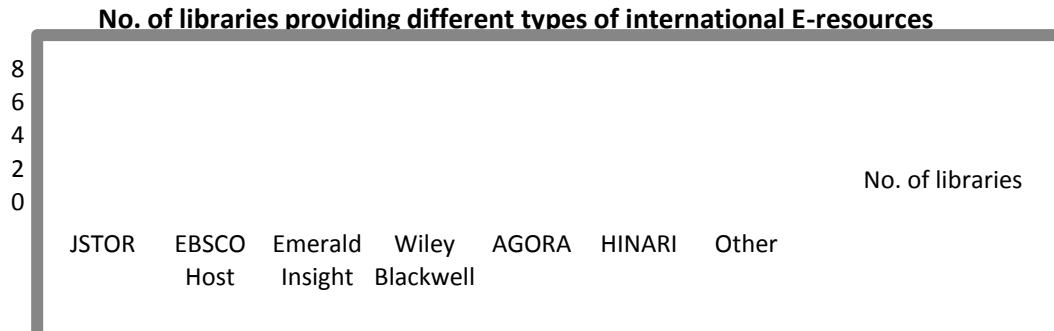 No. of libraries providing different types of international E-resources
8
6
4
2
0
No. of libraries
JSTOR EBSCO Host Emerald Insight Wiley Blackwell AGORA HINARI Other